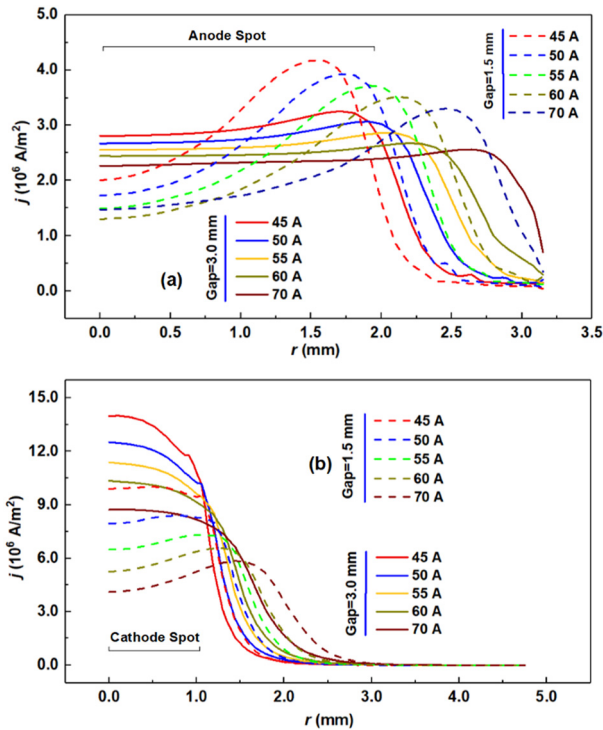 Anode Spot
Gap=1.5 mm
45 A
50 A
55 A
60 A
70 A
5.0
4.0
3.0
2.0
1.0
0.0
j (10⁶ A/m²)
Gap=3.0 mm
45 A
50 A
55 A
60 A
70 A
(a)
0.0 0.5 1.0 1.5 2.0 2.5 3.0 3.5
r (mm)
15.0
12.0
9.0
6.0
3.0
0.0
j (10⁶ A/m²)
(b)
Gap=1.5 mm
45 A
50 A
55 A
60 A
70 A
Gap=3.0 mm
45 A
50 A
55 A
60 A
70 A
Cathode Spot
0.0 1.0 2.0 3.0 4.0 5.0
r (mm)